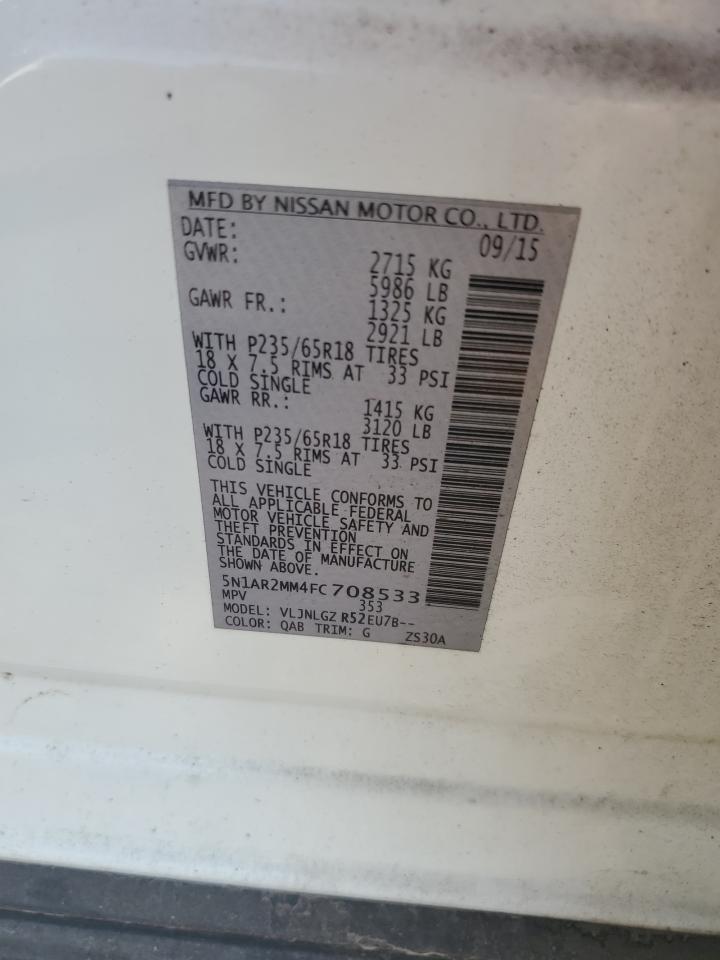 MFD BY NISSAN MOTOR CO., LTD.
DATE: 09/15
GVWR: 2715 KG
5986 LB
GAWR FR.: 1325 KG
2921 LB
WITH P235/65R18 TIRES
18 X 7.5 RIMS AT 33 PSI
COLD SINGLE
GAWR RR.: 1415 KG
3120 LB
WITH P235/65R18 TIRES
18 X 7.5 RIMS AT 33 PSI
COLD SINGLE
THIS VEHICLE CONFORMS TO
ALL APPLICABLE FEDERAL
MOTOR VEHICLE SAFETY AND
THEFT PREVENTION
STANDARDS IN EFFECT ON
THE DATE OF MANUFACTURE
SHOWN ABOVE.
5N1AR2MM4FC708533
MPV 353
MODEL: VLJNLGZ R52EU7B--
COLOR: QAB TRIM: G ZS30A